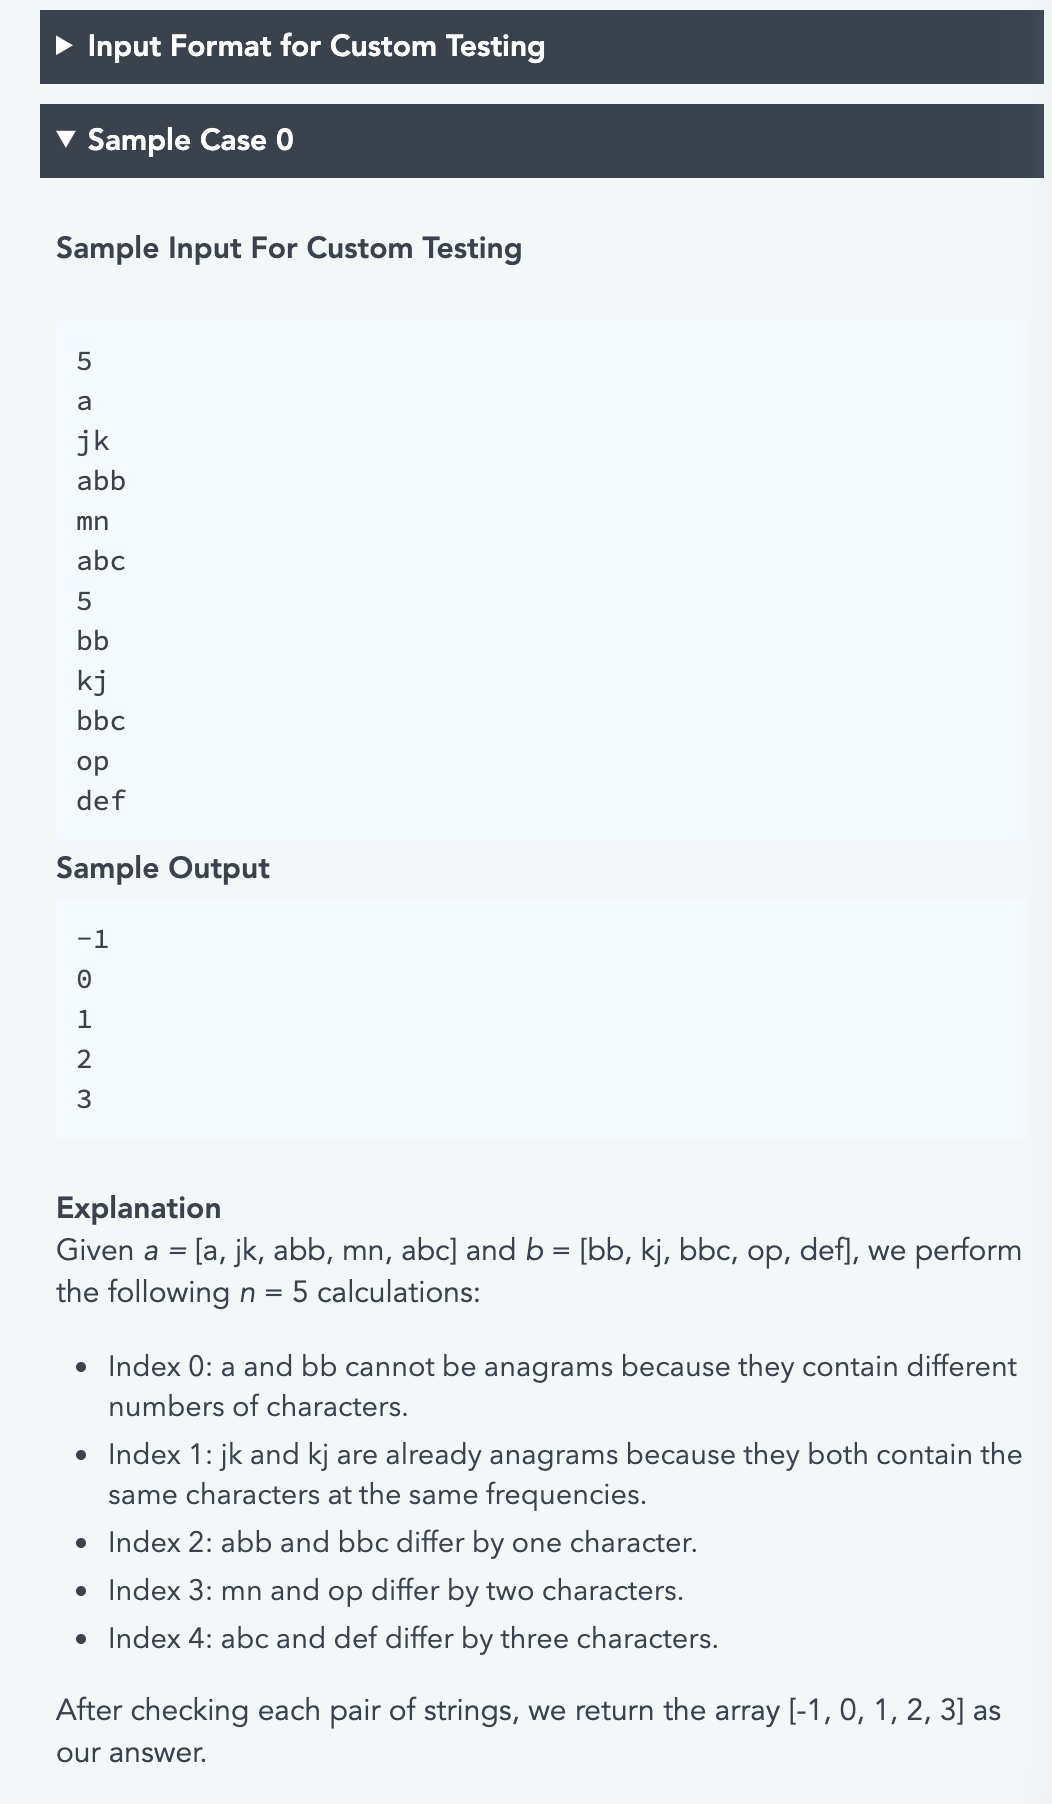 Input Format for Custom Testing
Sample Case 0
Sample Input For Custom Testing
5
a
jk
abb
mn
abc
5
bb
kj
bbc
op
def
Sample Output
-1
0
1
2
3
Explanation
Given a = [a, jk, abb, mn, abc] and b = [bb, kj, bbc, op, def], we perform
the following n = 5 calculations:
• Index 0: a and bb cannot be anagrams because they contain different
numbers of characters.
• Index 1: jk and kj are already anagrams because they both contain the
same characters at the same frequencies.
• Index 2: abb and bbc differ by one character.
• Index 3: mn and op differ by two characters.
• Index 4: abc and def differ by three characters.
After checking each pair of strings, we return the array [-1, 0, 1, 2, 3] as
our answer.